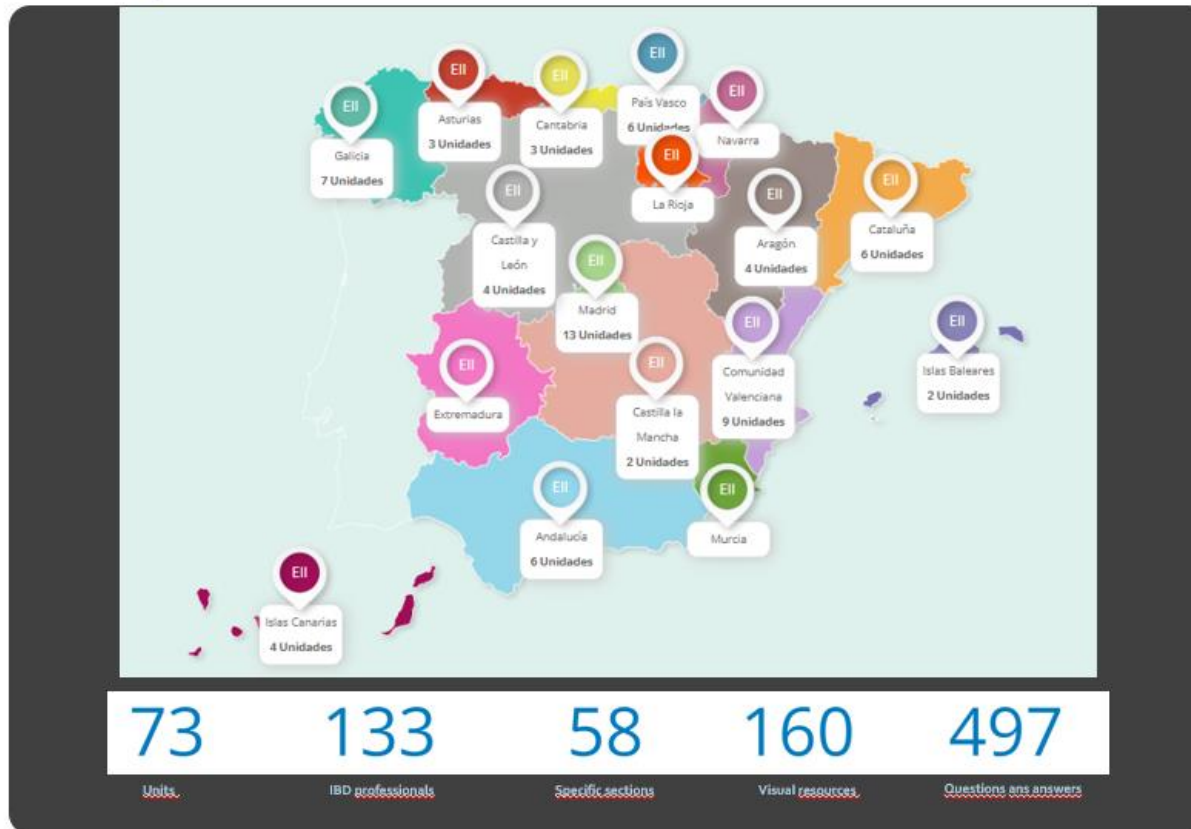 EII
País Vasco
6 Unidades
EII
Asturias
3 Unidades
EII
Cantabria
3 Unidades
EII
Navarra
EII
Galicia
7 Unidades
EII
La Rioja
EII
Castilla y
León
4 Unidades
EII
Aragón
4 Unidades
EII
Cataluña
6 Unidades
EII
Madrid
13 Unidades
EII
Comunidad
Valenciana
9 Unidades
EII
Islas Baleares
2 Unidades
EII
Extremadura
EII
Castilla la
Mancha
2 Unidades
EII
Andalucía
6 Unidades
EII
Murcia
EII
Islas Canarias
4 Unidades
73 133 58 160 497
Units IBD professionals Specific sections Visual resources Questions ans answers